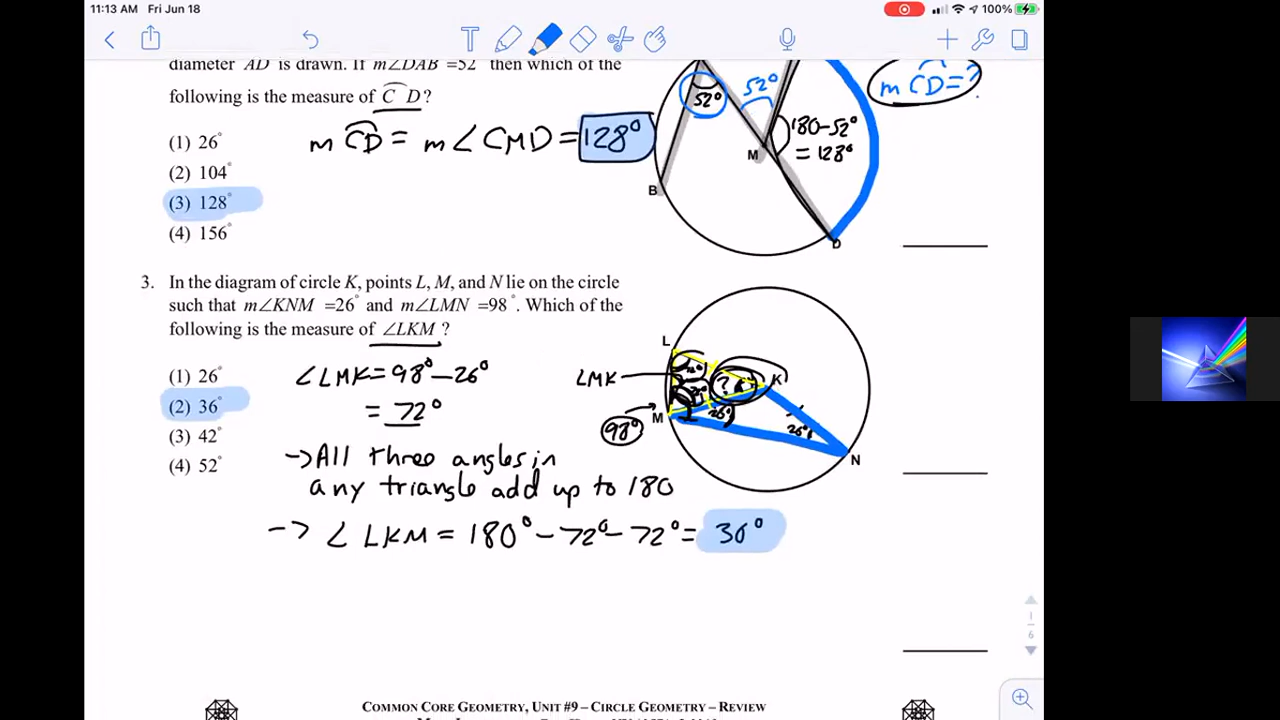 11:13 AM Fri Jun 18
100%
T
diameter AD is drawn. If m∠DAB =52° then which of the
following is the measure of C D?
m CD = m∠CMD = 128°
(1) 26°
(2) 104°
(3) 128°
(4) 156°
52°
52°
180-52°
= 128°
M
B
D
m CD = ?
3. In the diagram of circle K, points L, M, and N lie on the circle
such that m∠KNM =26° and m∠LMN =98°. Which of the
following is the measure of ∠LKM ?
(1) 26°
(2) 36°
(3) 42°
(4) 52°
∠LMK = 98° - 26°
= 72°
-> All three angles in
any triangle add up to 180
-> ∠ LKM = 180° - 72° - 72° = 36°
L
LMK
K
?
M
98°
26°
26°
N
1
6
COMMON CORE GEOMETRY, UNIT #9 – CIRCLE GEOMETRY – REVIEW